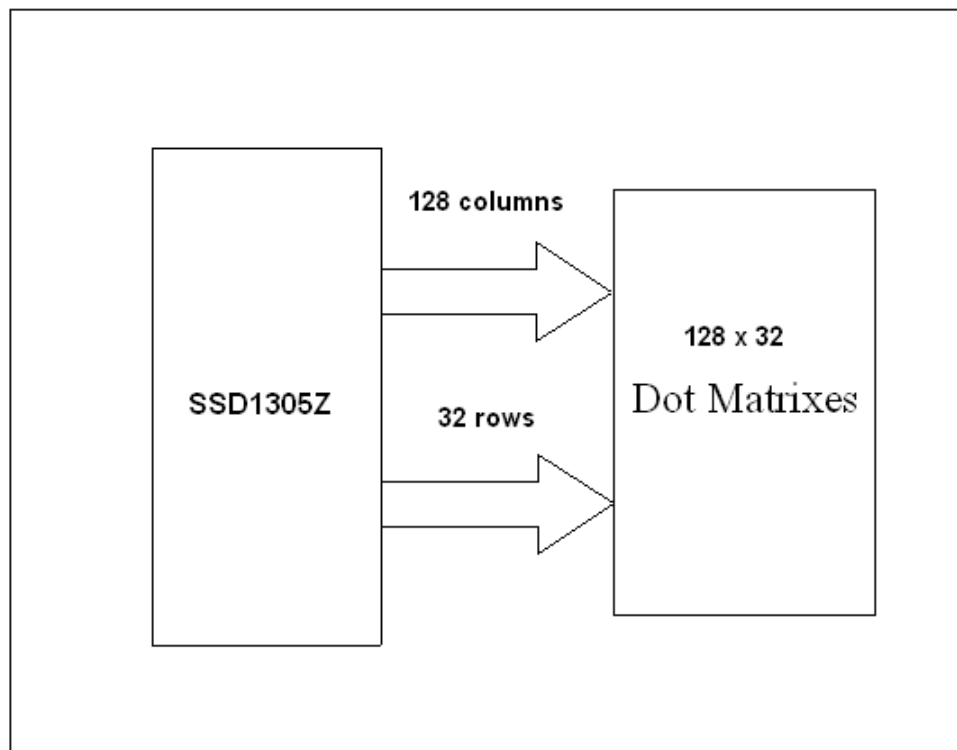 128 columns
128 x 32
Dot Matrixes
SSD1305Z
32 rows